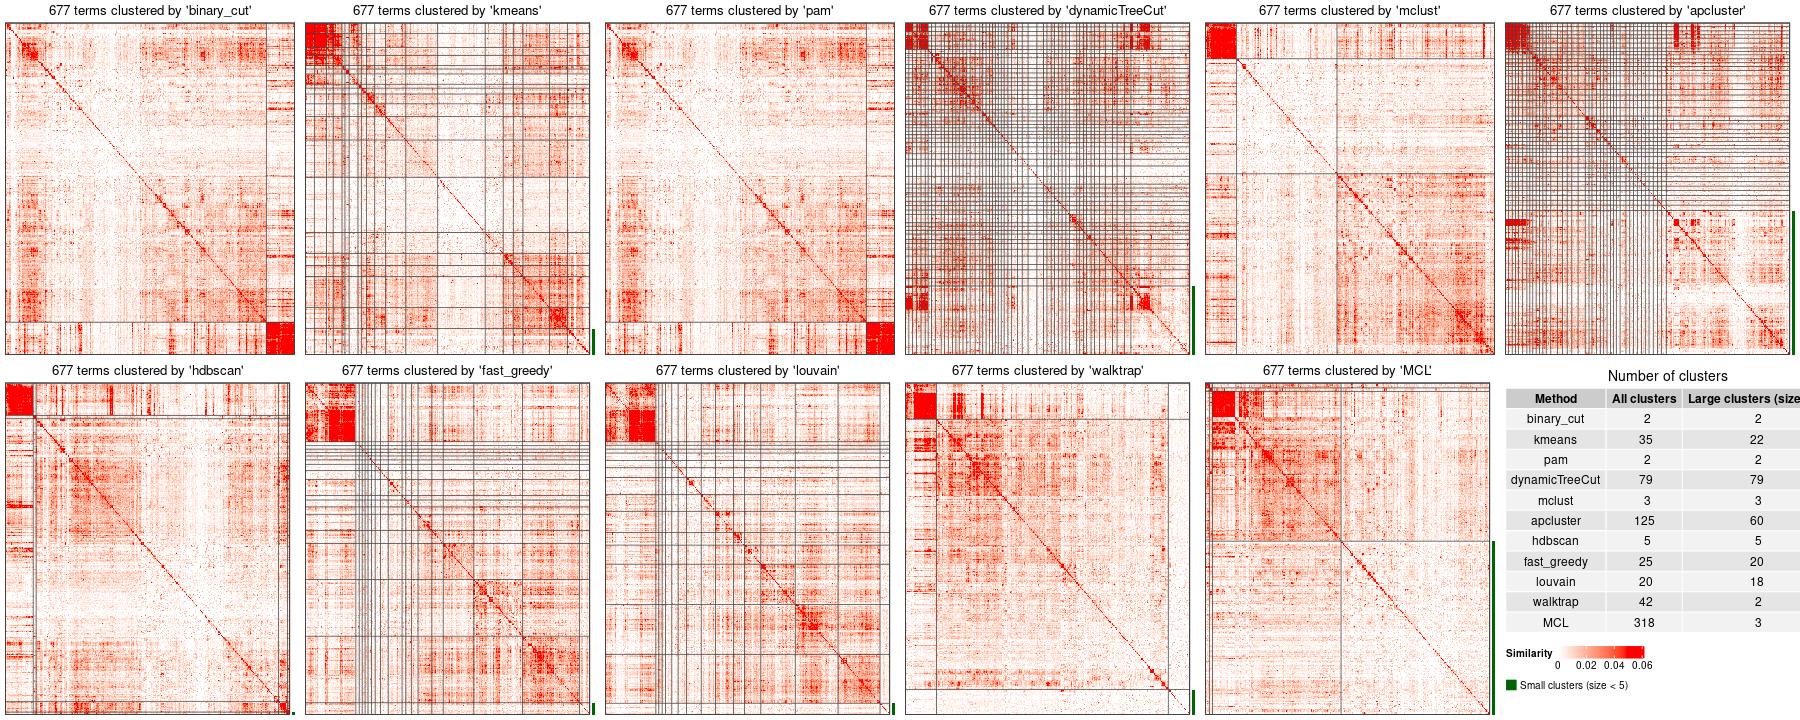 677 terms clustered by 'binary_cut'
677 terms clustered by 'kmeans'
677 terms clustered by 'pam'
677 terms clustered by 'dynamicTreeCut'
677 terms clustered by 'mclust'
677 terms clustered by 'apcluster'
677 terms clustered by 'hdbscan'
677 terms clustered by 'fast_greedy'
677 terms clustered by 'louvain'
677 terms clustered by 'walktrap'
677 terms clustered by 'MCL'
Number of clusters
Method All clusters Large clusters (size
binary_cut 2 2
kmeans 35 22
pam 2 2
dynamicTreeCut 79 79
mclust 3 3
apcluster 125 60
hdbscan 5 5
fast_greedy 25 20
louvain 20 18
walktrap 42 2
MCL 318 3
Similarity
0 0.02 0.04 0.06
Small clusters (size < 5)